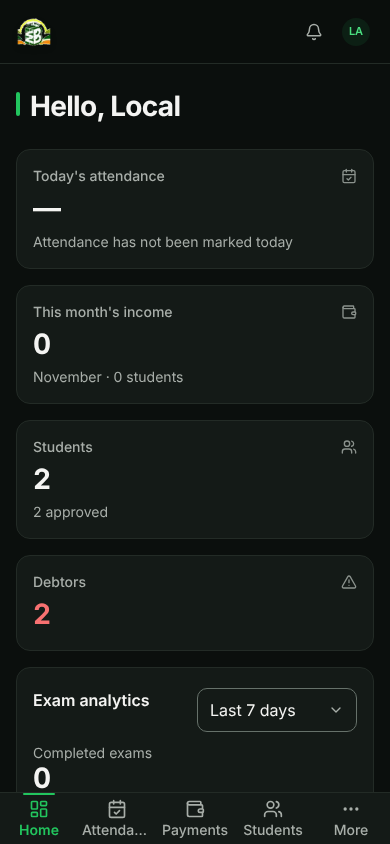 LA
Hello, Local
Today's attendance
—
Attendance has not been marked today
This month's income
0
November · 0 students
Students
2
2 approved
Debtors
2
Exam analytics
Last 7 days
Completed exams
0
Home
Attenda...
Payments
Students
More